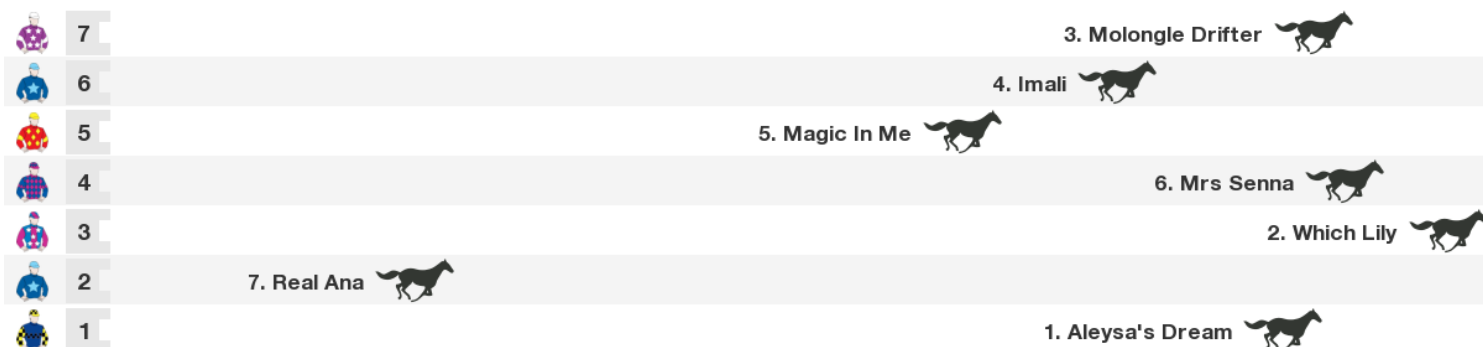 7 3. Molongle Drifter
6 4. Imali
5 5. Magic In Me
4 6. Mrs Senna
3 2. Which Lily
2 7. Real Ana
1 1. Aleysa's Dream